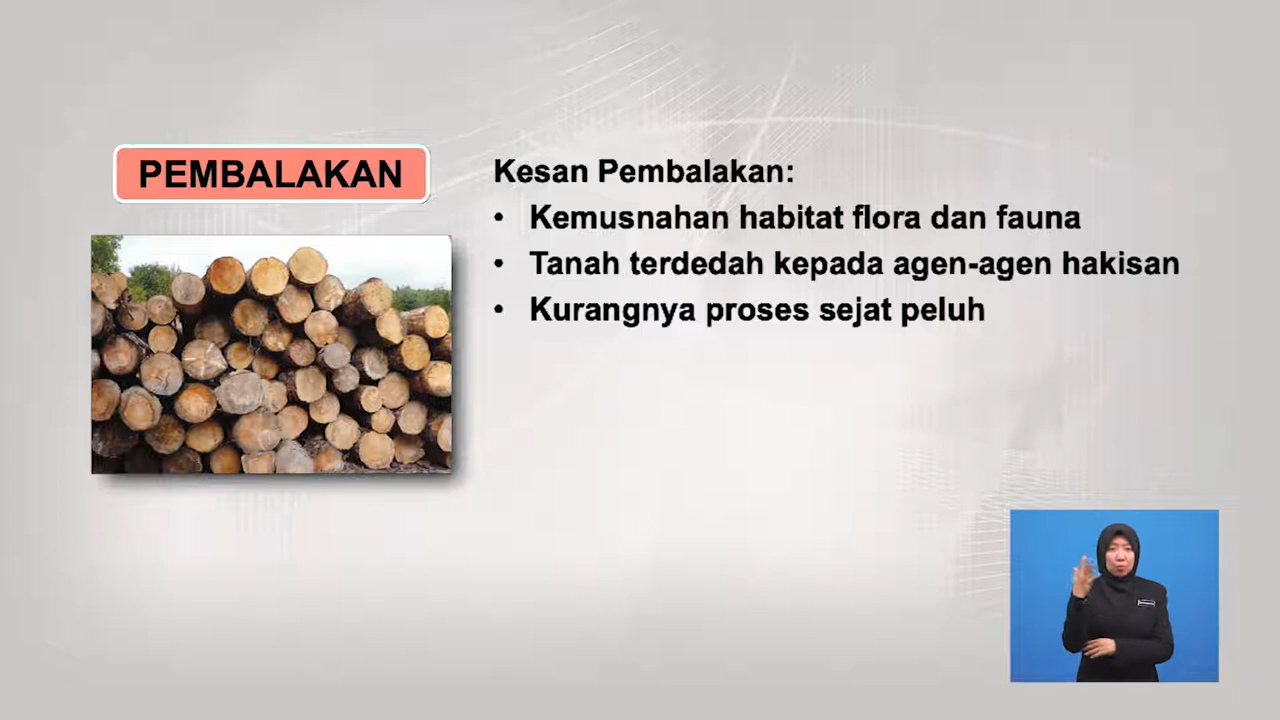 PEMBALAKAN
Kesan Pembalakan:
• Kemusnahan habitat flora dan fauna
• Tanah terdedah kepada agen-agen hakisan
• Kurangnya proses sejat peluh